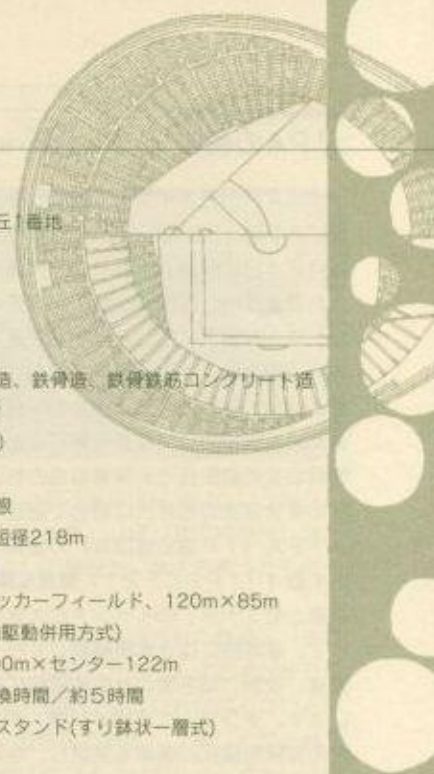 丘1番地
造、鉄骨造、鉄骨鉄筋コンクリート造
)
根
短径218m
ッカーフィールド、120m×85m
駆動併用方式)
0m×センター122m
換時間／約5時間
スタンド(すり鉢状一層式)